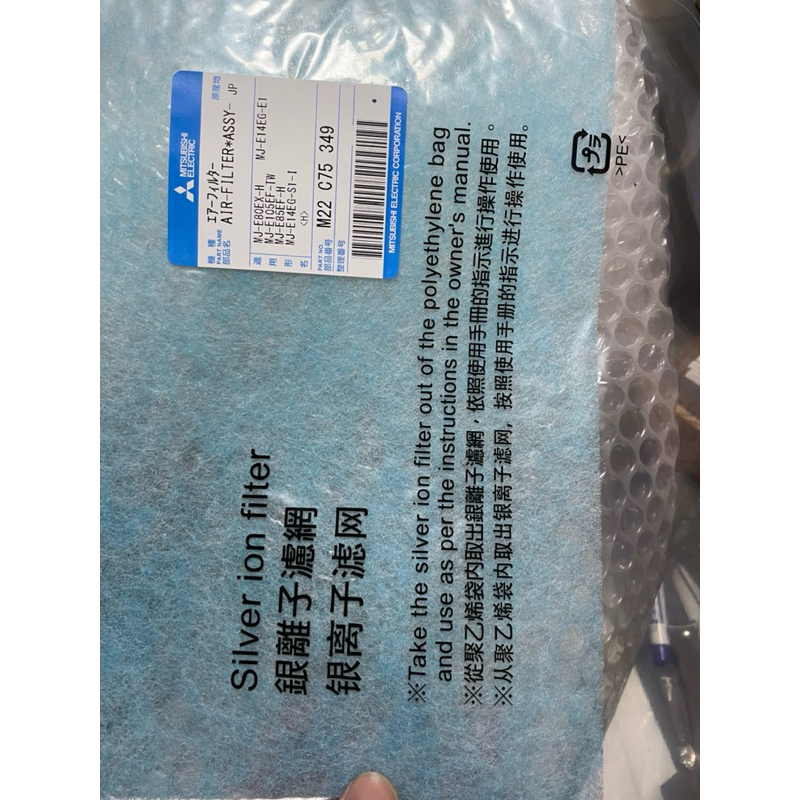 MITSUBISHI
ELECTRIC
機種 エアーフィルター
PART NAME
部品名 AIR-FILTER*ASSY- JP
原産地
適用形名
MJ-E80EX-H MJ-E14EG-E1
MJ-E105EF-TW
MJ-E85EF-H
MJ-E14EG-S1-I
<H>
PART NO.
部品番号 M22 C75 349
整理番号
MITSUBISHI ELECTRIC CORPORATION
Silver ion filter
銀離子濾網
银离子滤网
※Take the silver ion filter out of the polyethylene bag
and use as per the instructions in the owner's manual.
※從聚乙烯袋内取出銀離子濾網，依照使用手冊的指示進行操作使用。
※从聚乙烯袋内取出银离子滤网，按照使用手册的指示进行操作使用。
プラ
>PE<